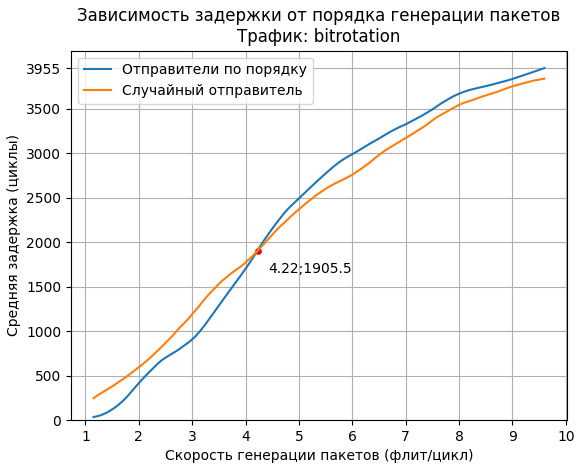 Зависимость задержки от порядка генерации пакетов
Трафик: bitrotation
3955
3500
3000
2500
2000
1500
1000
500
0
Средняя задержка (циклы)
Отправители по порядку
Случайный отправитель
4.22;1905.5
1 2 3 4 5 6 7 8 9 10
Скорость генерации пакетов (флит/цикл)